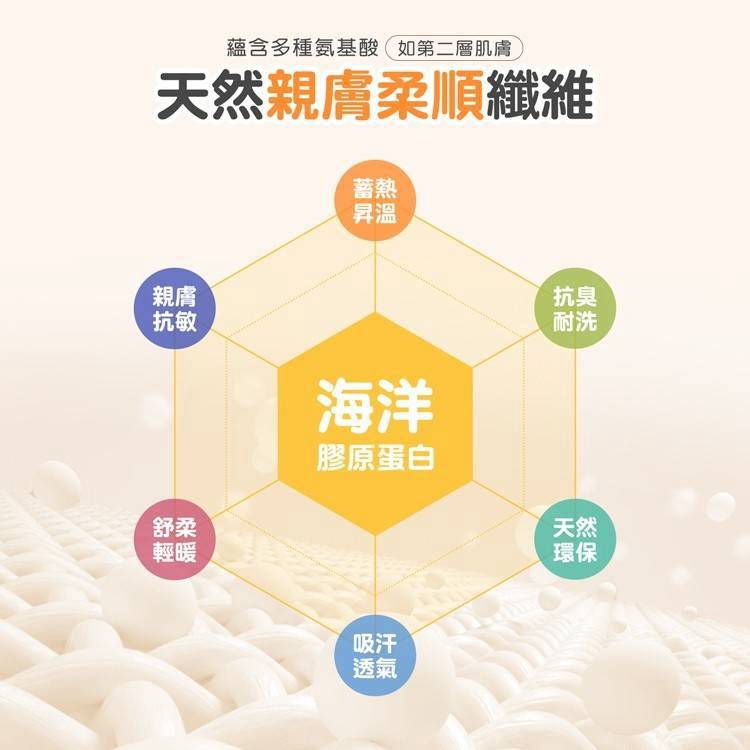 蘊含多種氨基酸 如第二層肌膚
天然親膚柔順纖維
蓄熱
昇溫
親膚
抗敏
抗臭
耐洗
海洋
膠原蛋白
舒柔
輕暖
天然
環保
吸汗
透氣